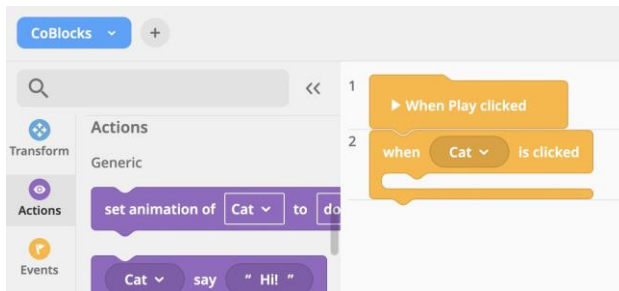 CoBlocks +
1
When Play clicked
Actions
Transform
Generic
2
when Cat is clicked
Actions
set animation of Cat to do
Events
Cat say " Hi! "